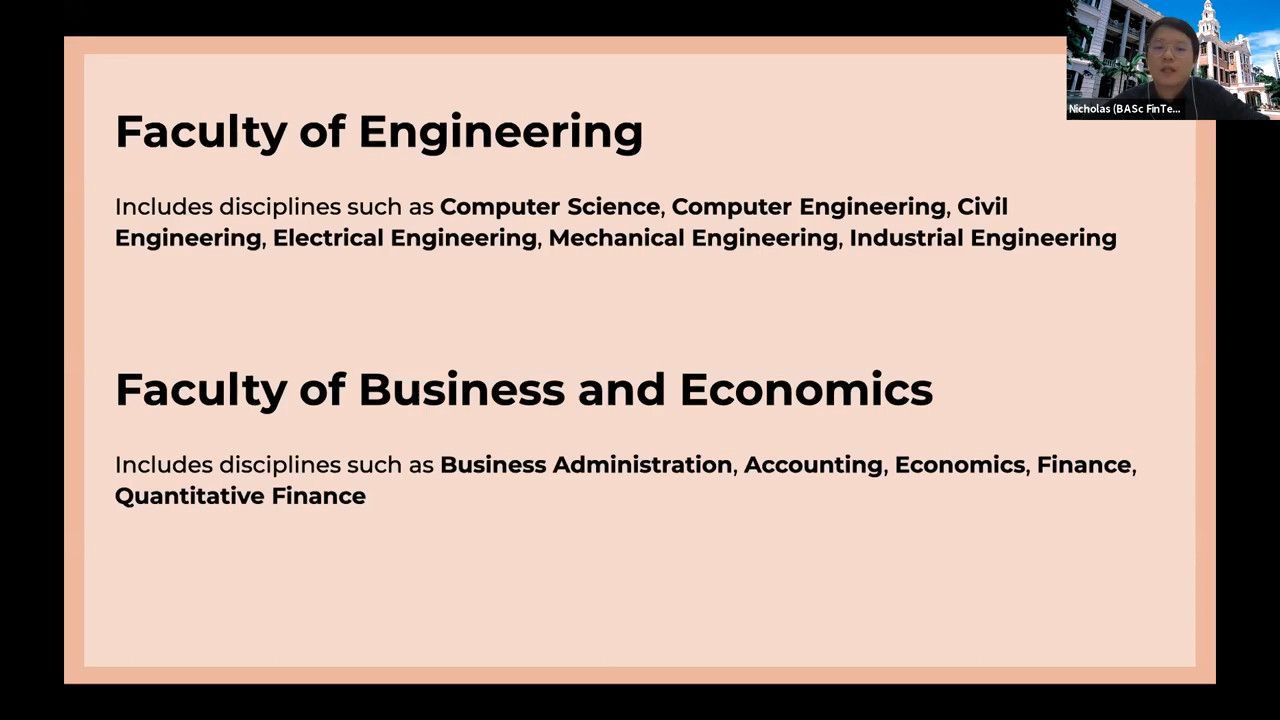 Faculty of Engineering
Includes disciplines such as Computer Science, Computer Engineering, Civil
Engineering, Electrical Engineering, Mechanical Engineering, Industrial Engineering
Faculty of Business and Economics
Includes disciplines such as Business Administration, Accounting, Economics, Finance,
Quantitative Finance
Nicholas (BASc FinTe...